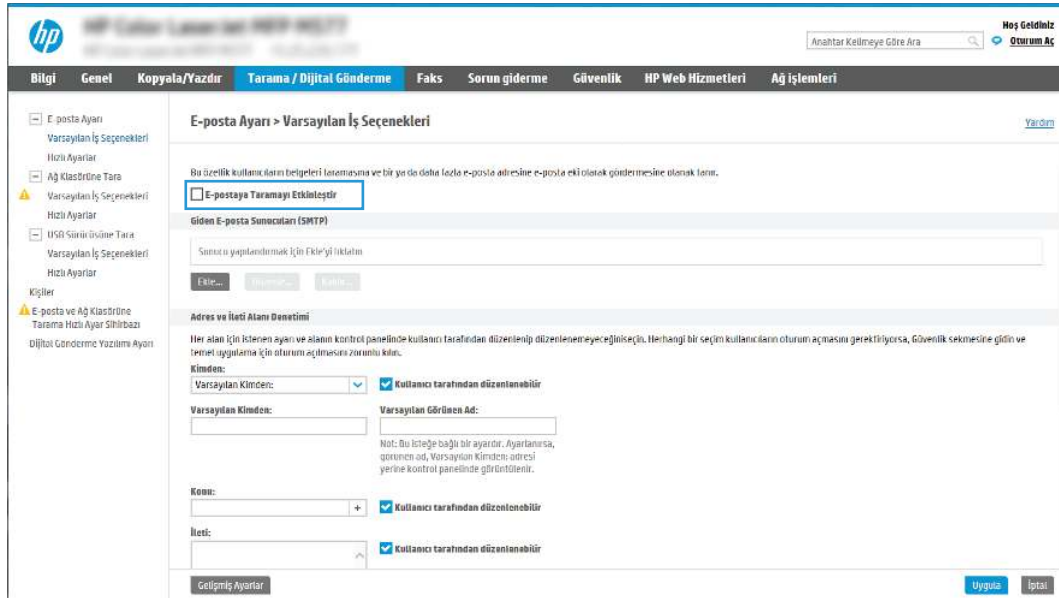 hp
Hoş Geldiniz
Anahtar Kelimeye Göre Ara
Oturum Aç
Bilgi Genel Kopyala/Yazdır Tarama / Dijital Gönderme Faks Sorun giderme Güvenlik HP Web Hizmetleri Ağ işlemleri
E-posta Ayarı
Varsayılan İş Seçenekleri
Hızlı Ayarlar
Ağ Klasörüne Tara
Varsayılan İş Seçenekleri
Hızlı Ayarlar
USB Sürücüsüne Tara
Varsayılan İş Seçenekleri
Hızlı Ayarlar
Kişiler
E-posta ve Ağ Klasörüne
Tarama Hızlı Ayar Sihirbazı
Dijital Gönderme Yazılımı Ayarı
E-posta Ayarı > Varsayılan İş Seçenekleri
Yardım
Bu özellik kullanıcıların belgeleri taramasına ve bir ya da daha fazla e-posta adresine e-posta eki olarak göndermesine olanak tanır.
E-postaya Taramayı Etkinleştir
Giden E-posta Sunucuları (SMTP)
Sunucu yapılandırmak için Ekle'yi tıklatın
Ekle...
Adres ve İleti Alanı Denetimi
Her alan için istenen ayarı ve alanın kontrol panelinde kullanıcı tarafından düzenlenip düzenlenemeyeceğiniseçin. Herhangi bir seçim kullanıcıların oturum açmasını gerektiriyorsa, Güvenlik sekmesine gidin ve
temel uygulama için oturum açılmasını zorunlu kılın.
Kimden:
Varsayılan Kimden:
Kullanıcı tarafından düzenlenebilir
Varsayılan Kimden:
Varsayılan Görünen Ad:
Not: Bu isteğe bağlı bir ayardır. Ayarlanırsa,
görünen ad, Varsayılan Kimden: adresi
yerine kontrol panelinde görüntülenir.
Konu:
Kullanıcı tarafından düzenlenebilir
İleti:
Kullanıcı tarafından düzenlenebilir
Gelişmiş Ayarlar
Uygula
İptal